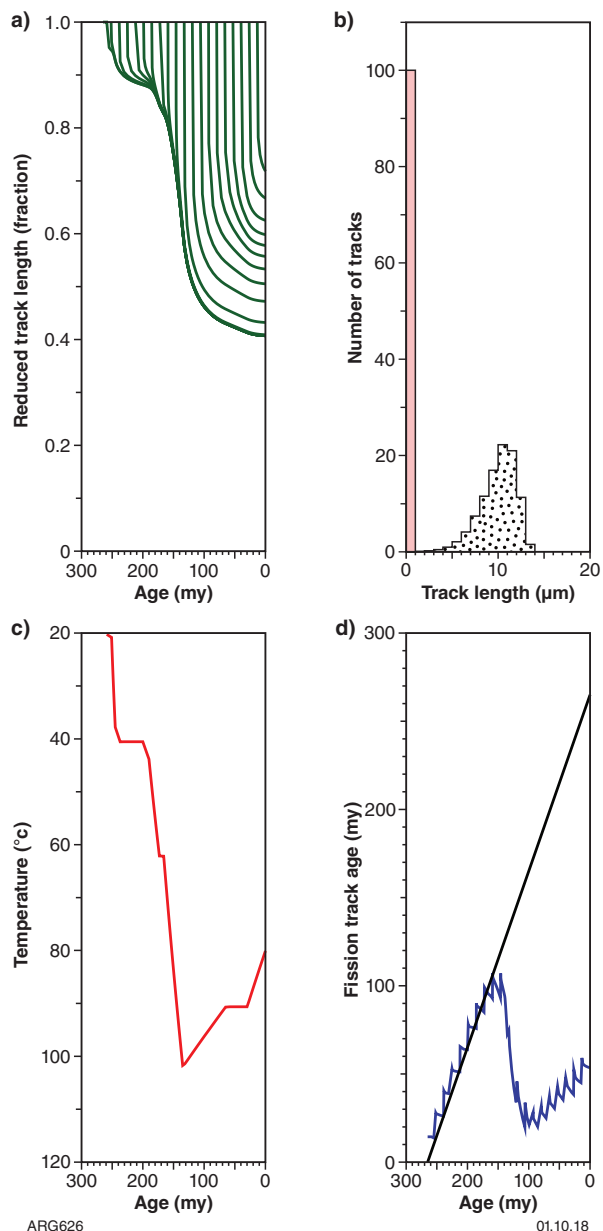 a)
1.0
0.8
0.6
0.4
0.2
0
Reduced track length (fraction)
300 200 100 0
Age (my)
b)
100
80
60
40
20
0
Number of tracks
0 10 20
Track length (µm)
c)
20
40
60
80
100
120
Temperature (°c)
300 200 100 0
Age (my)
d)
300
200
100
0
Fission track age (my)
300 200 100 0
Age (my)
ARG626 01.10.18